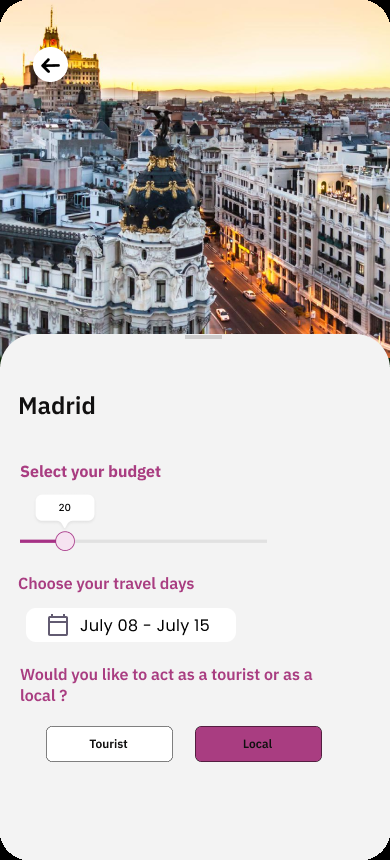 Madrid
Select your budget
20
Choose your travel days
July 08 - July 15
Would you like to act as a tourist or as a
local ?
Tourist
Local